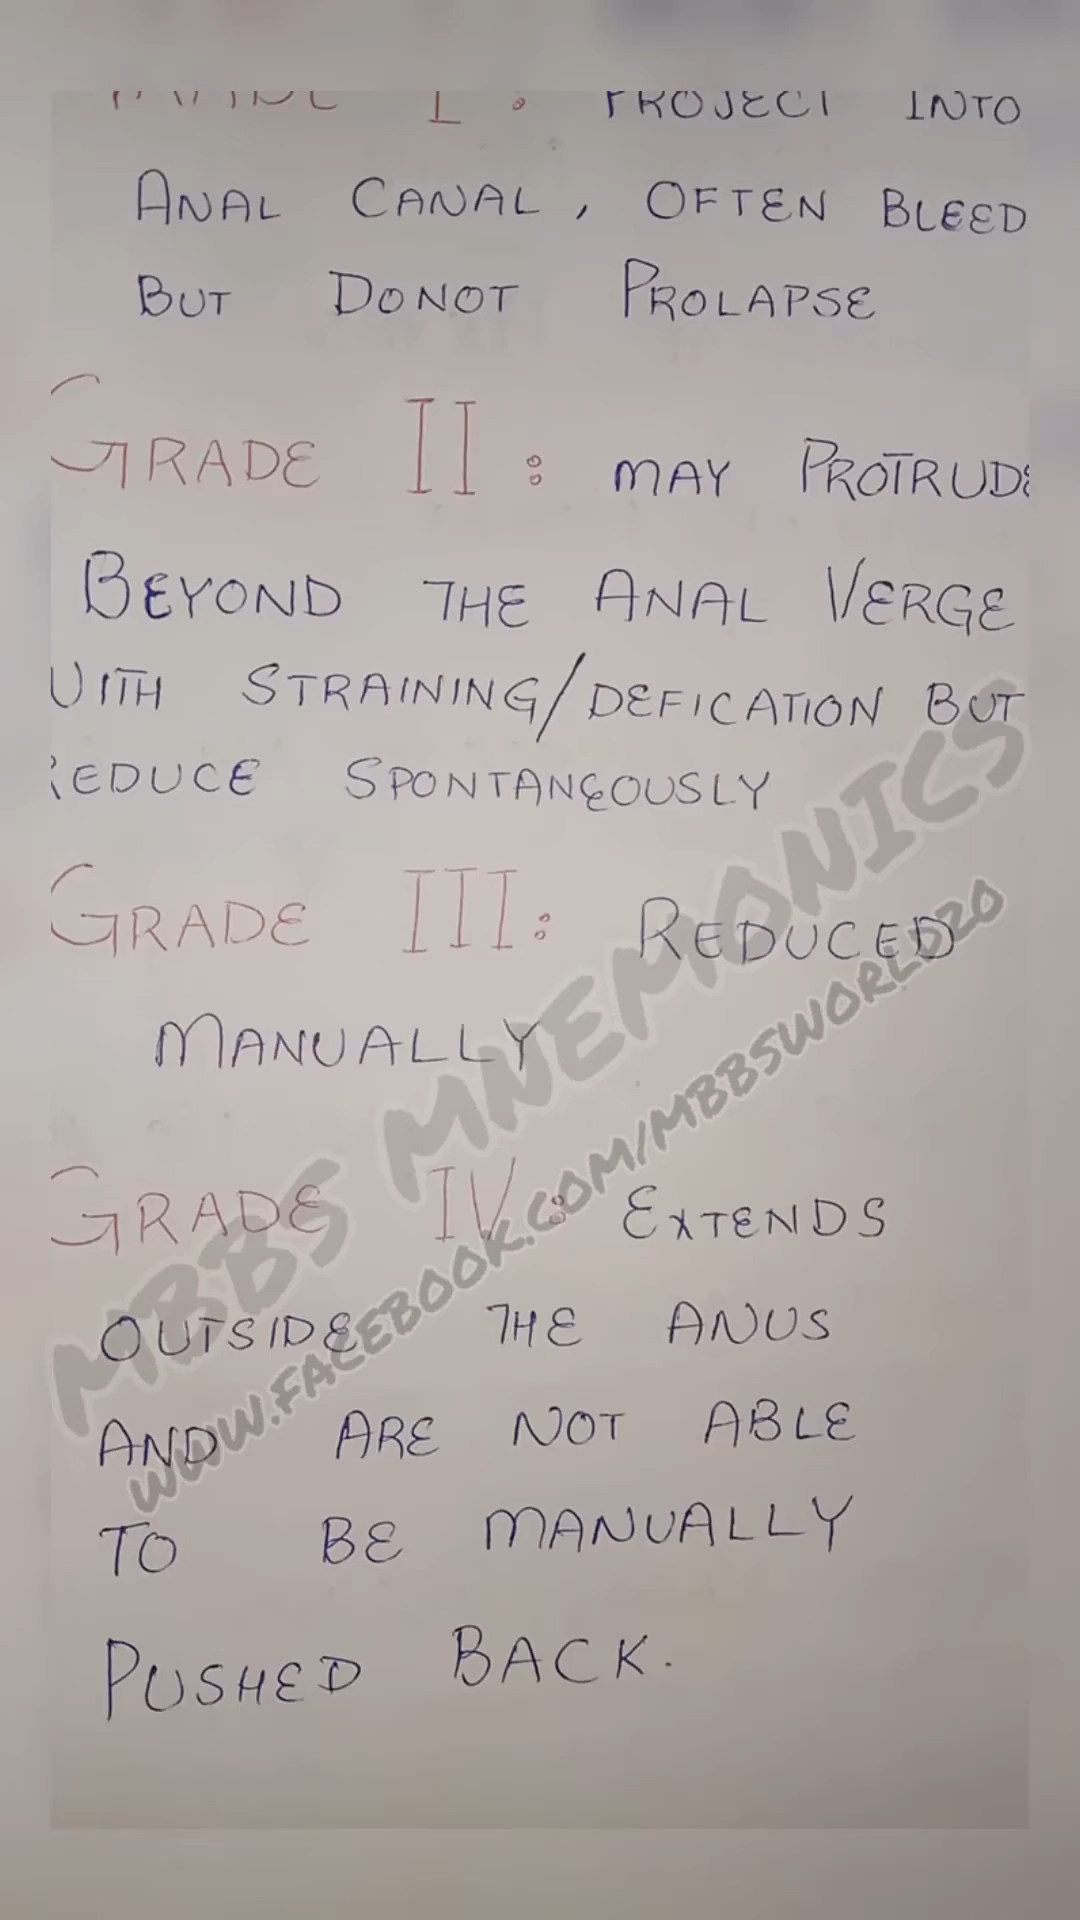 I : PROJECT INTO
ANAL CANAL, OFTEN BLEED
BUT DONOT PROLAPSE
GRADE II : MAY PROTRUDE
BEYOND THE ANAL VERGE
WITH STRAINING/DEFICATION BUT
REDUCE SPONTANEOUSLY
GRADE III : REDUCED
MANUALLY
GRADE IV : EXTENDS
OUTSIDE THE ANUS
AND ARE NOT ABLE
TO BE MANUALLY
PUSHED BACK.
MBBS MNEMONICS
WWW.FACEBOOK.COM/MBBSWORLD20